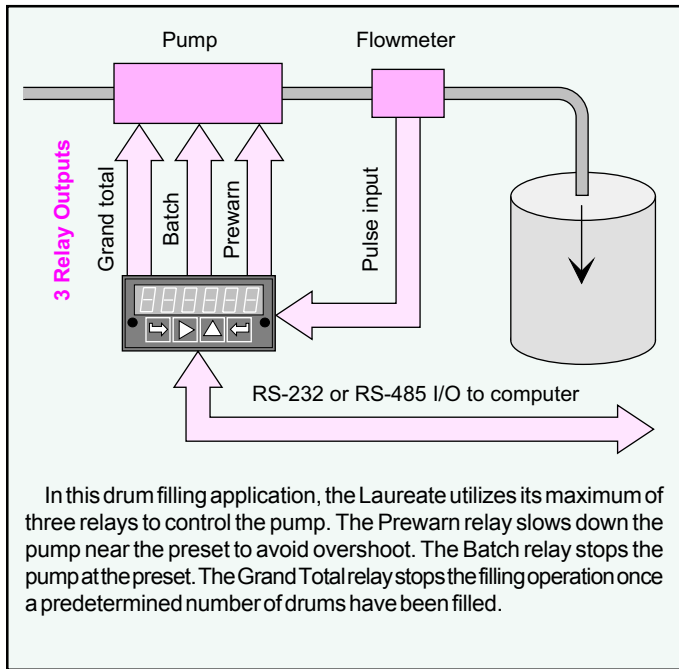 Pump
Flowmeter
3 Relay Outputs
Grand total
Batch
Prewarn
Pulse input
RS-232 or RS-485 I/O to computer
In this drum filling application, the Laureate utilizes its maximum of
three relays to control the pump. The Prewarn relay slows down the
pump near the preset to avoid overshoot. The Batch relay stops the
pump at the preset. The Grand Total relay stops the filling operation once
a predetermined number of drums have been filled.